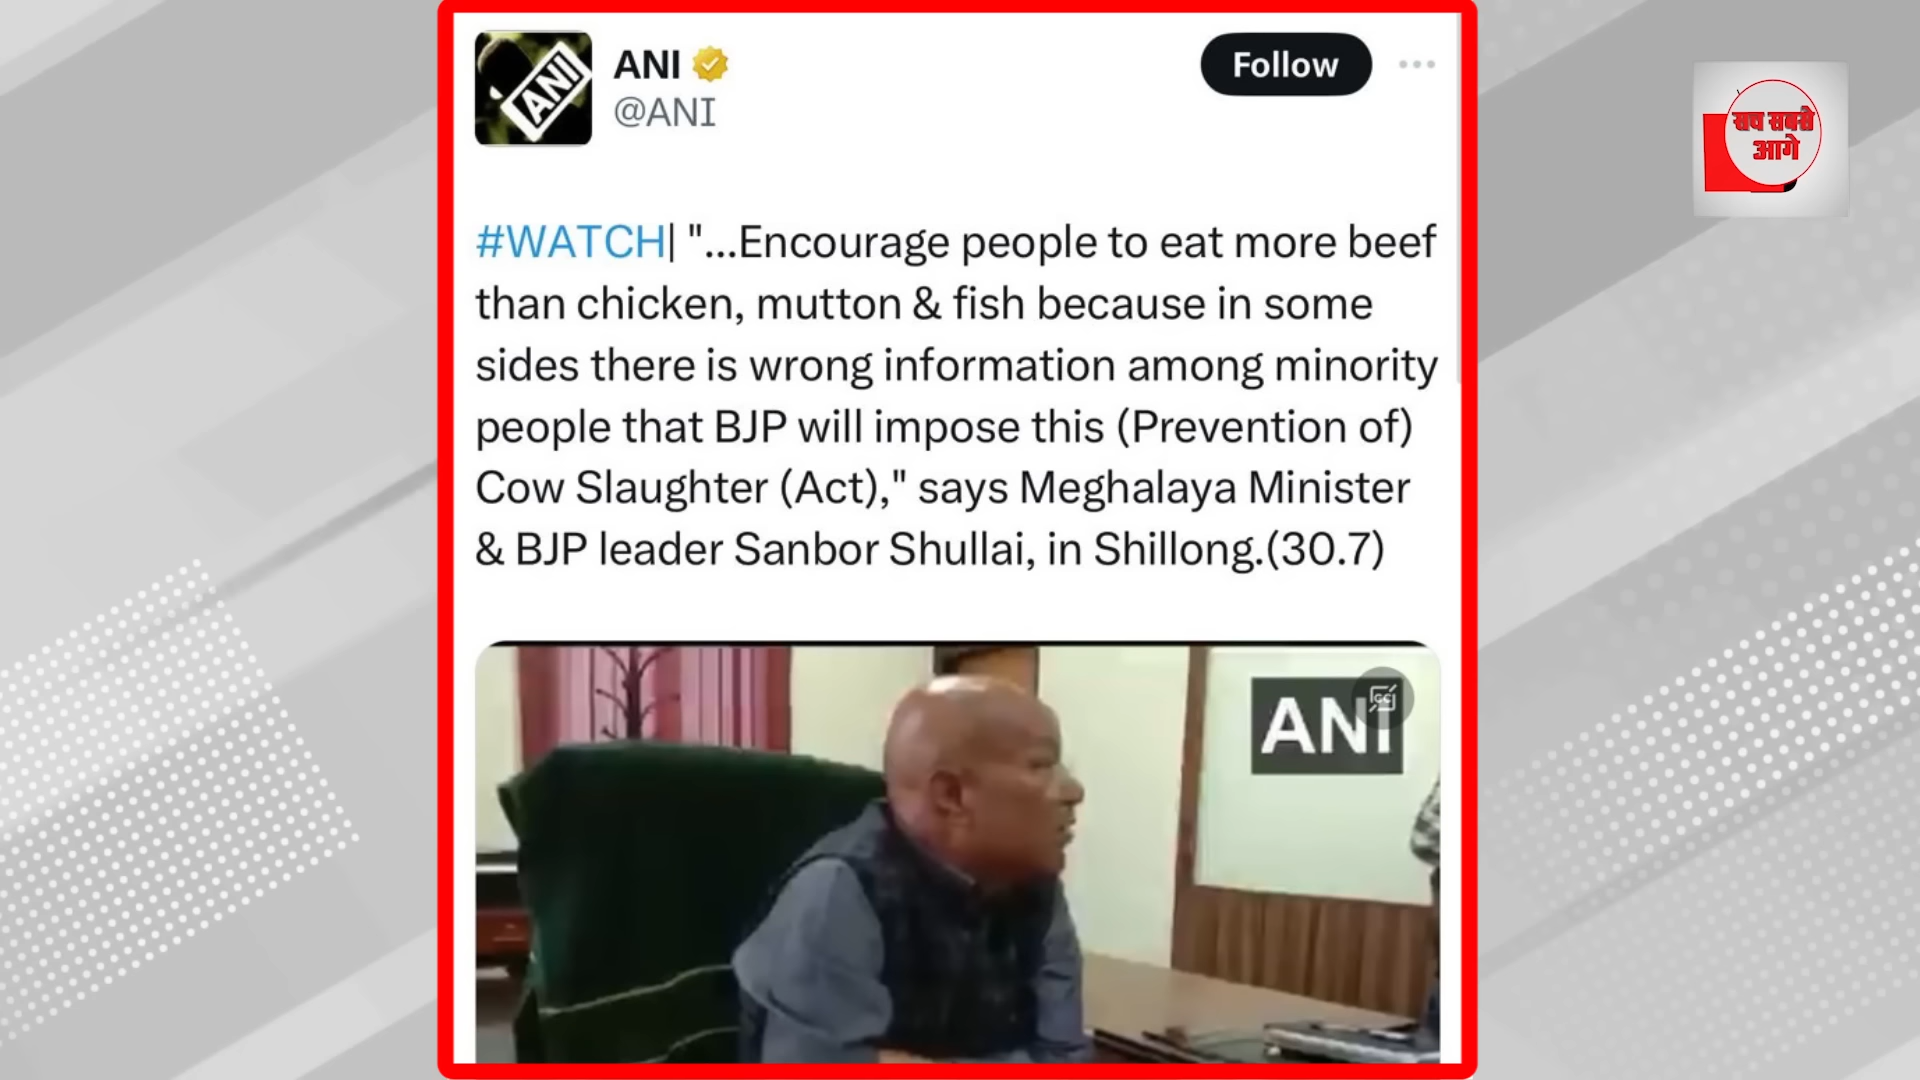 ANI
ANI
@ANI
Follow
सच सबसे
आगे
#WATCH| "...Encourage people to eat more beef
than chicken, mutton & fish because in some
sides there is wrong information among minority
people that BJP will impose this (Prevention of)
Cow Slaughter (Act)," says Meghalaya Minister
& BJP leader Sanbor Shullai, in Shillong.(30.7)
ANI